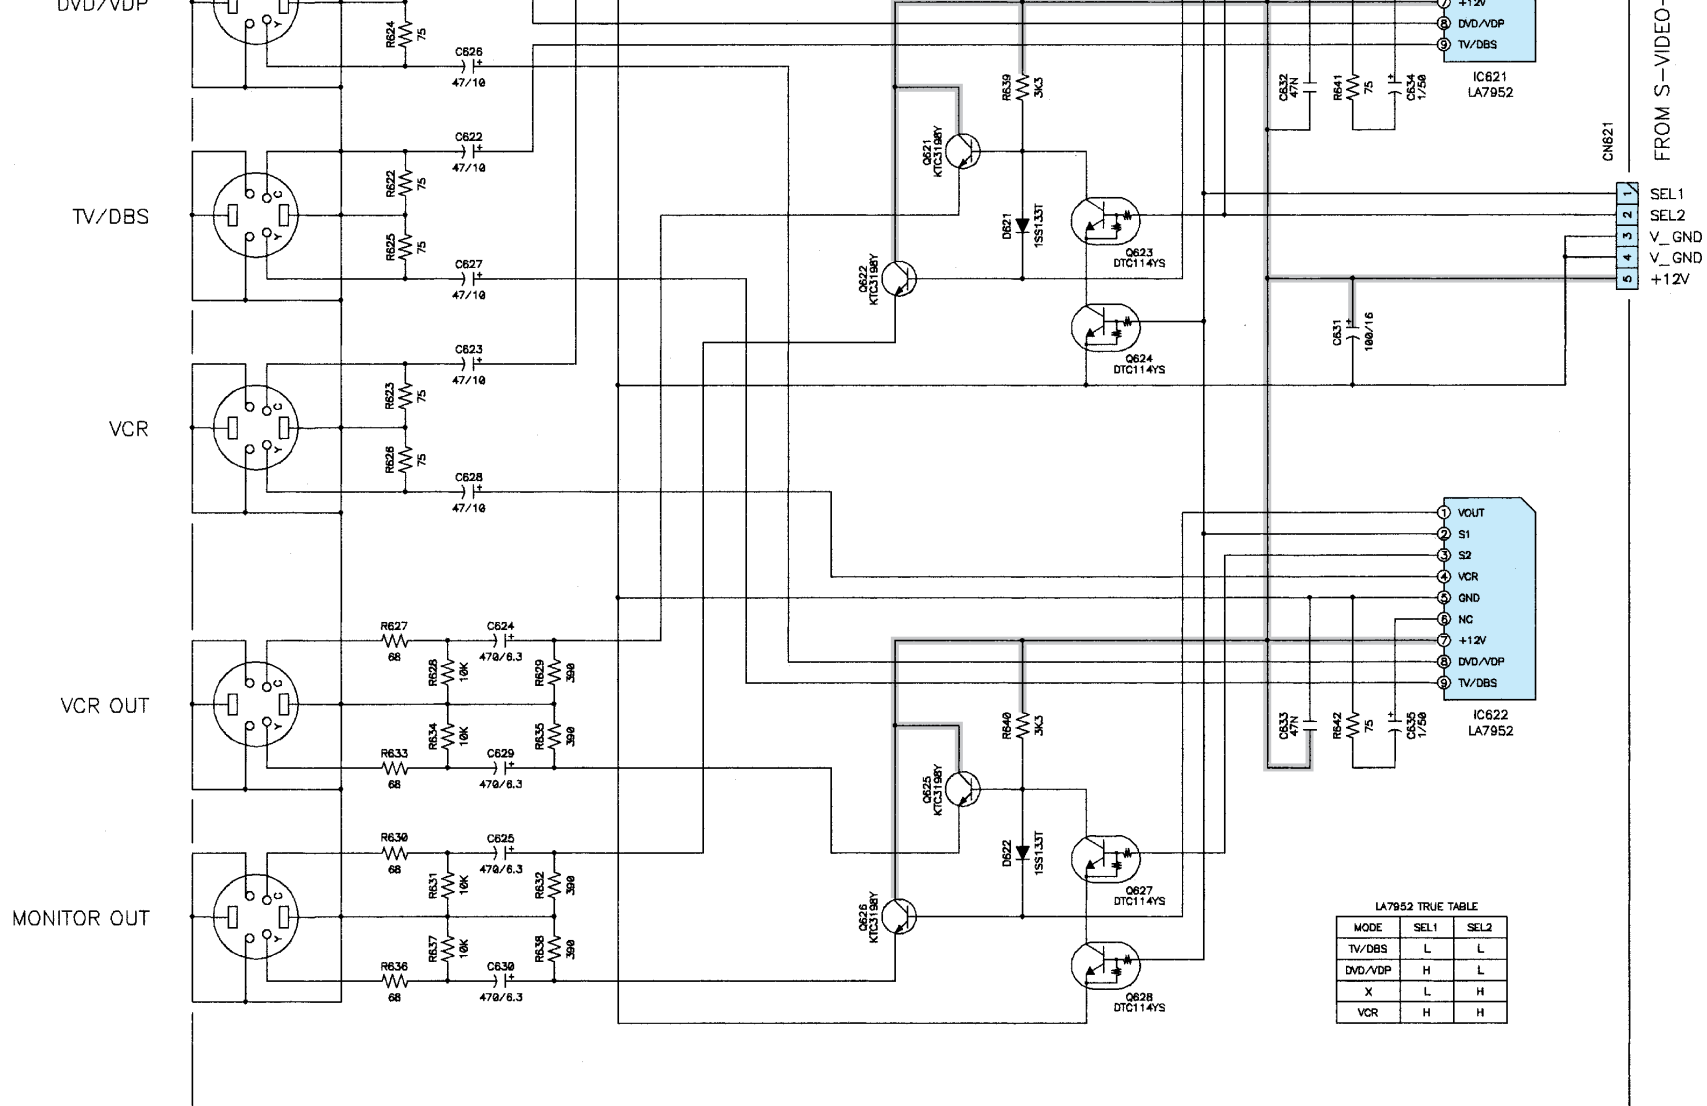 DVD/VDP
R624
75
C626
47/10
C622
47/10
TV/DBS
C
Y
R622
75
R625
75
C627
47/10
C623
47/10
VCR
C
Y
R623
75
R626
75
C628
47/10
VCR OUT
C
Y
R627
68
R628
10K
C624
470/6.3
R629
390
R634
10K
R635
390
R633
68
C629
470/6.3
MONITOR OUT
C
Y
R630
68
R631
10K
C625
470/6.3
R632
390
R637
10K
R638
390
R636
68
C630
470/6.3
R639
3K3
Q621
KTC3198Y
D621
1SS133T
Q622
KTC3198Y
Q623
DTC114YS
Q624
DTC114YS
C632
47N
R641
75
C634
1/50
7 +12V
8 DVD/VDP
9 TV/DBS
IC621
LA7952
FROM S-VIDEO-
CN621
1 SEL1
2 SEL2
3 V_GND
4 V_GND
5 +12V
C631
100/16
1 VOUT
2 S1
3 S2
4 VCR
5 GND
6 NC
7 +12V
8 DVD/VDP
9 TV/DBS
IC622
LA7952
C633
47N
R642
75
C635
1/50
R640
3K3
Q625
KTC3198Y
D622
1SS133T
Q626
KTC3198Y
Q627
DTC114YS
Q628
DTC114YS
LA7952 TRUE TABLE
MODE SEL1 SEL2
TV/DBS L L
DVD/VDP H L
X L H
VCR H H